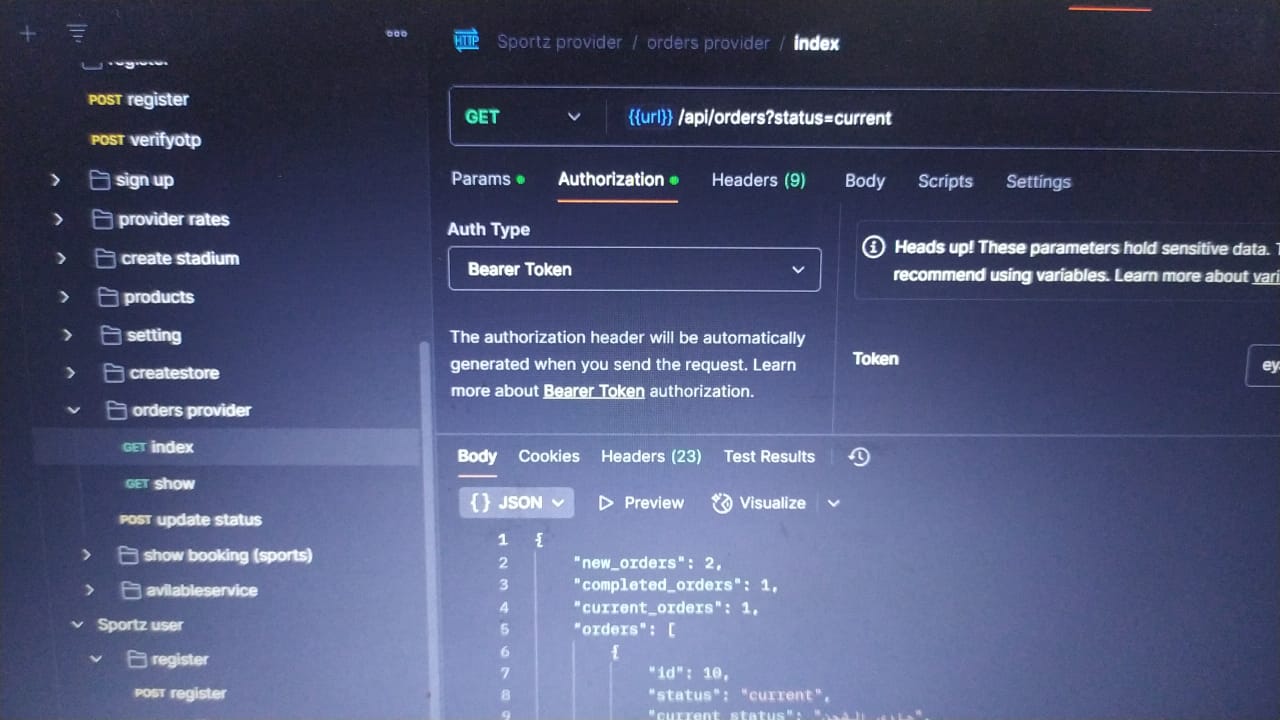 Sportz provider / orders provider / index
register
POST register
POST verifyotp
sign up
provider rates
create stadium
products
setting
createstore
orders provider
GET index
GET show
POST update status
show booking (sports)
avilableservice
Sportz user
register
POST register
HTTP
GET {{url}} /api/orders?status=current
Params Authorization Headers (9) Body Scripts Settings
Auth Type
Bearer Token
The authorization header will be automatically
generated when you send the request. Learn
more about Bearer Token authorization.
Heads up! These parameters hold sensitive data.
recommend using variables. Learn more about vari
Token
ey
Body Cookies Headers (23) Test Results
{} JSON Preview Visualize
1 {
2 "new_orders": 2,
3 "completed_orders": 1,
4 "current_orders": 1,
5 "orders": [
6 {
7 "id": 10,
8 "status": "current",
9 "current_status":